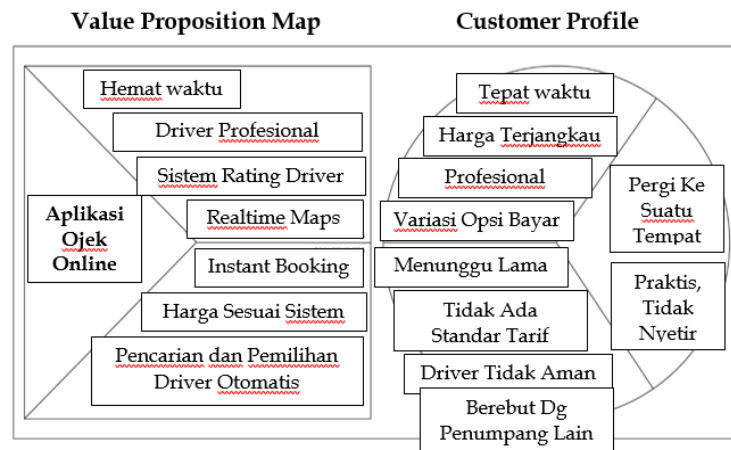 Value Proposition Map
Customer Profile
Hemat waktu
Driver Profesional
Sistem Rating Driver
Realtime Maps
Aplikasi
Ojek
Online
Instant Booking
Harga Sesuai Sistem
Pencarian dan Pemilihan
Driver Otomatis
Tepat waktu
Harga Terjangkau
Profesional
Variasi Opsi Bayar
Menunggu Lama
Tidak Ada
Standar Tarif
Driver Tidak Aman
Berebut Dg
Penumpang Lain
Pergi Ke
Suatu
Tempat
Praktis,
Tidak
Nyetir